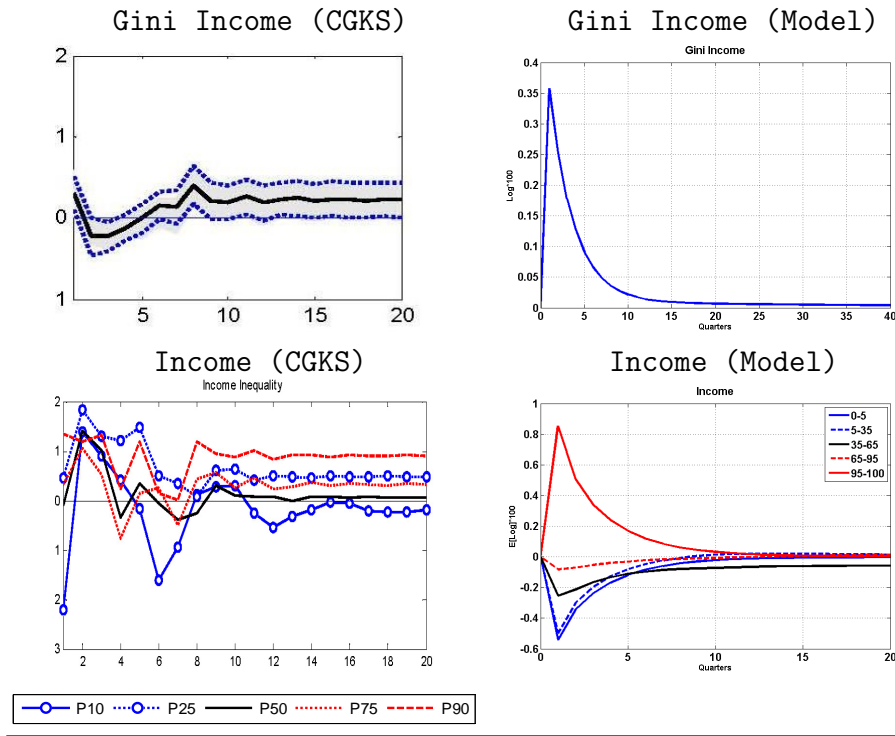 Gini Income (CGKS)
2
1
0
1
5
10
15
20
Gini Income (Model)
Gini Income
Log*100
0.4
0.35
0.3
0.25
0.2
0.15
0.1
0.05
0
0 5 10 15 20 25 30 35 40
Quarters
Income (CGKS)
Income Inequality
2
1
0
1
2
3
2 4 6 8 10 12 14 16 18 20
P10 P25 P50 P75 P90
Income (Model)
Income
E[Log]*100
1
0.8
0.6
0.4
0.2
0
-0.2
-0.4
-0.6
0 5 10 15 20
Quarters
0-5
5-35
35-65
65-95
95-100